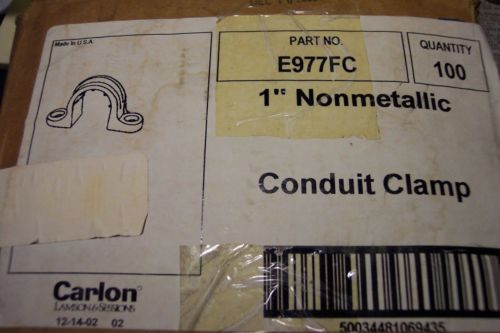 Made in U.S.A.
PART NO.
QUANTITY
E977FC
100
1" Nonmetallic
Conduit Clamp
Carlon
LAMSON & SESSIONS
12-14-02 02
50034481069435